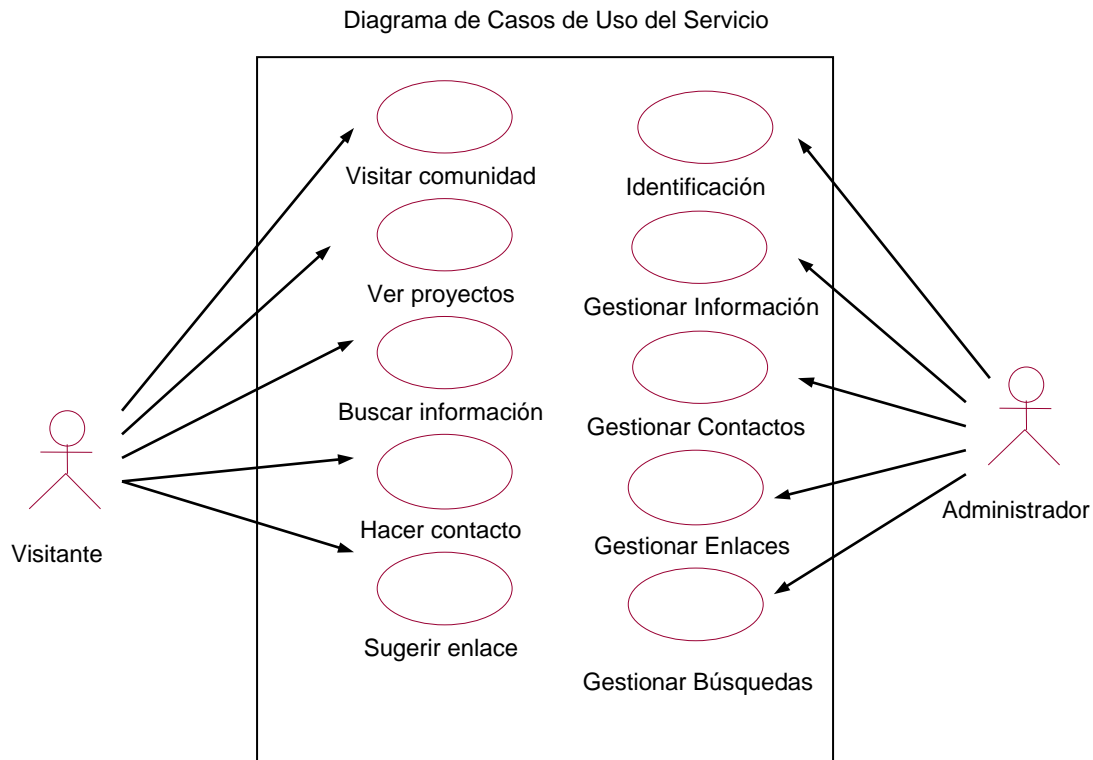 Diagrama de Casos de Uso del Servicio
Visitar comunidad
Identificación
Ver proyectos
Gestionar Información
Buscar información
Gestionar Contactos
Hacer contacto
Gestionar Enlaces
Administrador
Visitante
Sugerir enlace
Gestionar Búsquedas